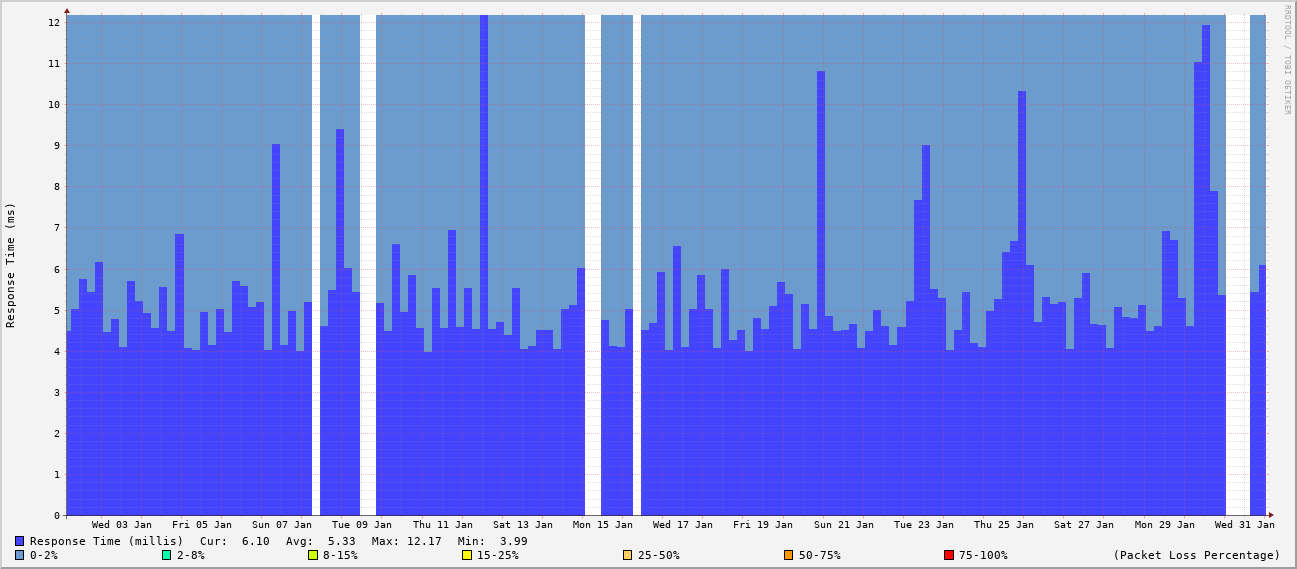 RRDTOOL / TOBI OETIKER
Response Time (ms)
12
11
10
9
8
7
6
5
4
3
2
1
0
Wed 03 Jan Fri 05 Jan Sun 07 Jan Tue 09 Jan Thu 11 Jan Sat 13 Jan Mon 15 Jan Wed 17 Jan Fri 19 Jan Sun 21 Jan Tue 23 Jan Thu 25 Jan Sat 27 Jan Mon 29 Jan Wed 31 Jan
Response Time (millis) Cur: 6.10 Avg: 5.33 Max: 12.17 Min: 3.99
0-2% 2-8% 8-15% 15-25% 25-50% 50-75% 75-100% (Packet Loss Percentage)